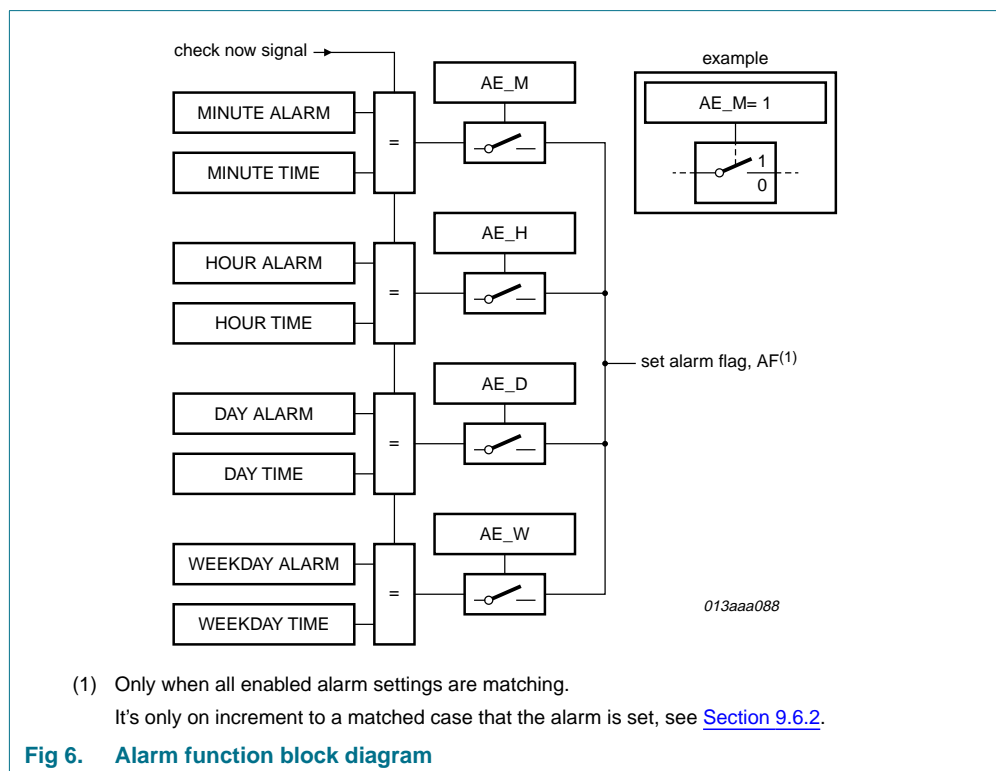 check now signal
example
AE_M
AE_M= 1
MINUTE ALARM
=
MINUTE TIME
1
0
AE_H
HOUR ALARM
=
HOUR TIME
set alarm flag, AF(1)
AE_D
DAY ALARM
=
DAY TIME
AE_W
WEEKDAY ALARM
=
WEEKDAY TIME
013aaa088
(1) Only when all enabled alarm settings are matching.
It's only on increment to a matched case that the alarm is set, see Section 9.6.2.
Fig 6. Alarm function block diagram